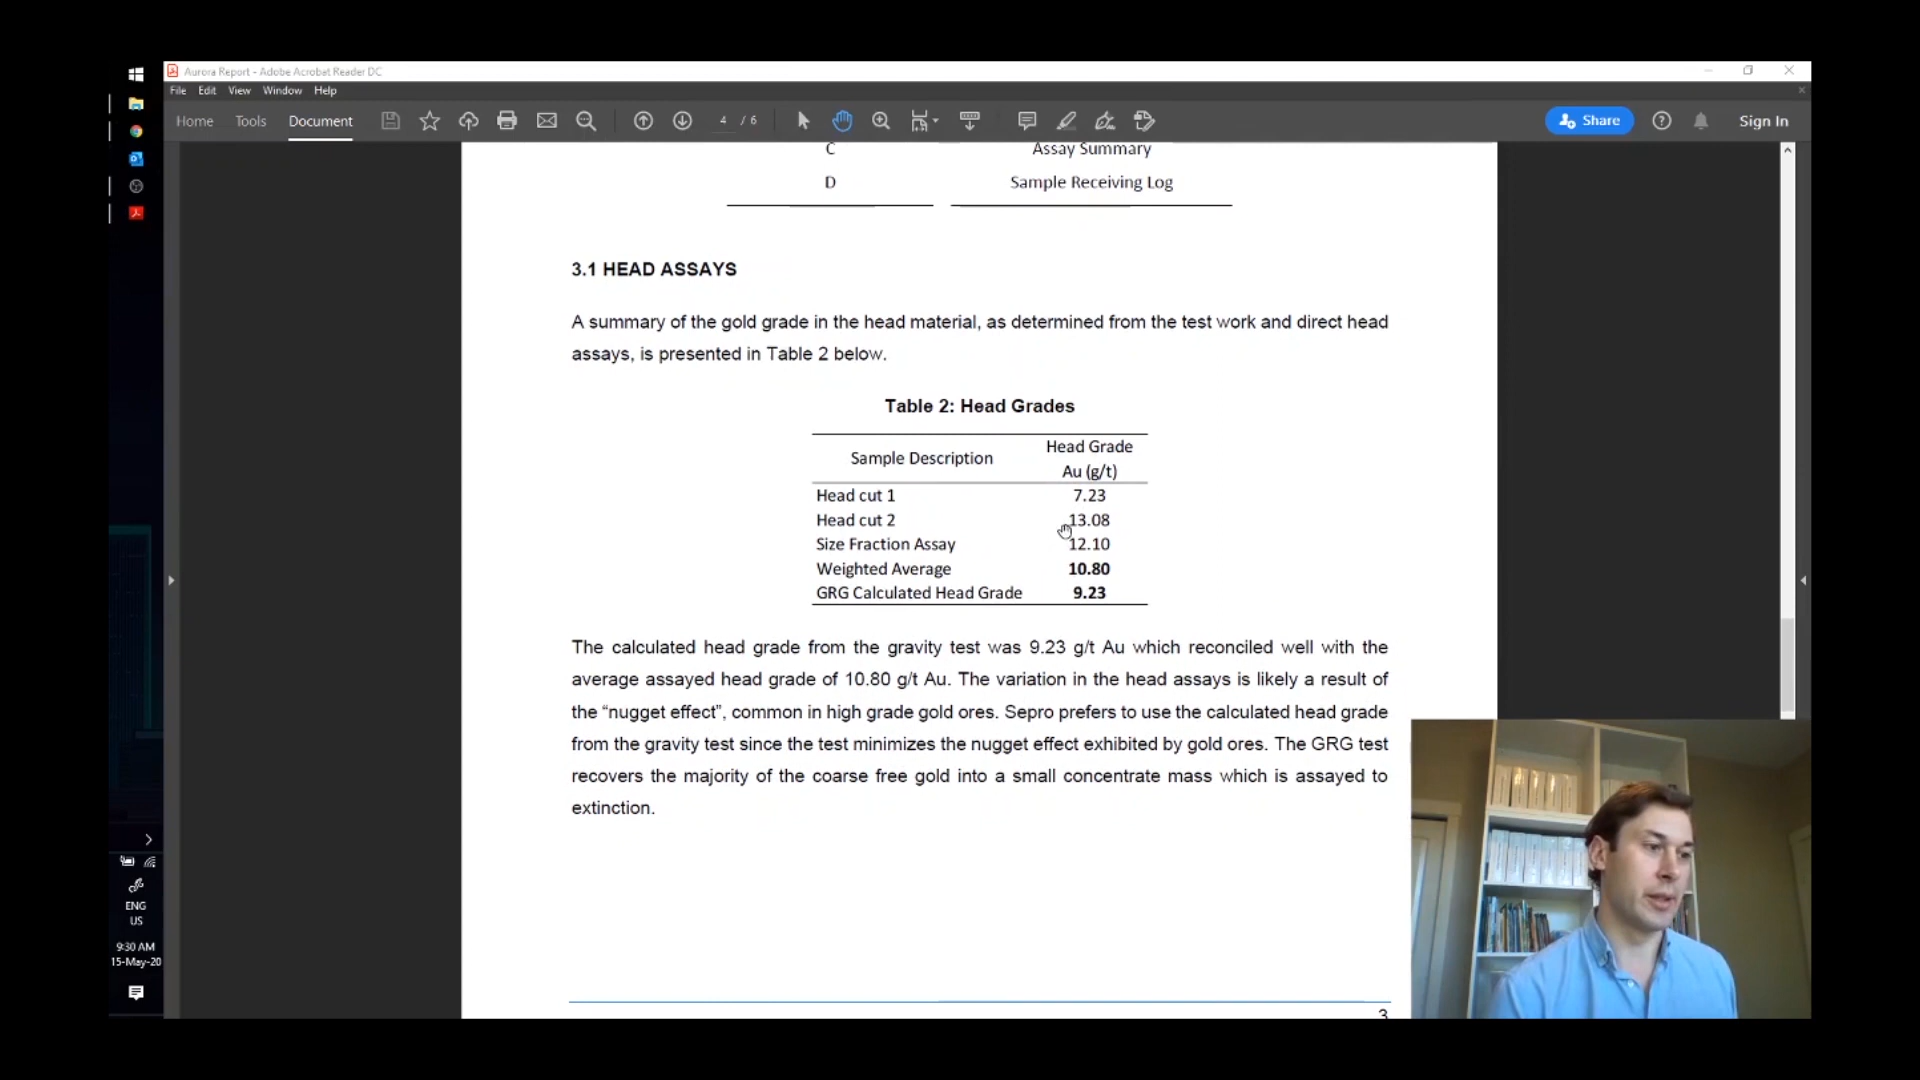 Aurora Report - Adobe Acrobat Reader DC
File Edit View Window Help
Home Tools Document 4 / 6 Share Sign In
C Assay Summary
D Sample Receiving Log
3.1 HEAD ASSAYS
A summary of the gold grade in the head material, as determined from the test work and direct head
assays, is presented in Table 2 below.
Table 2: Head Grades
Sample Description Head Grade
Au (g/t)
Head cut 1 7.23
Head cut 2 13.08
Size Fraction Assay 12.10
Weighted Average 10.80
GRG Calculated Head Grade 9.23
The calculated head grade from the gravity test was 9.23 g/t Au which reconciled well with the
average assayed head grade of 10.80 g/t Au. The variation in the head assays is likely a result of
the “nugget effect”, common in high grade gold ores. Sepro prefers to use the calculated head grade
from the gravity test since the test minimizes the nugget effect exhibited by gold ores. The GRG test
recovers the majority of the coarse free gold into a small concentrate mass which is assayed to
extinction.
3
ENG
US
9:30 AM
15-May-20